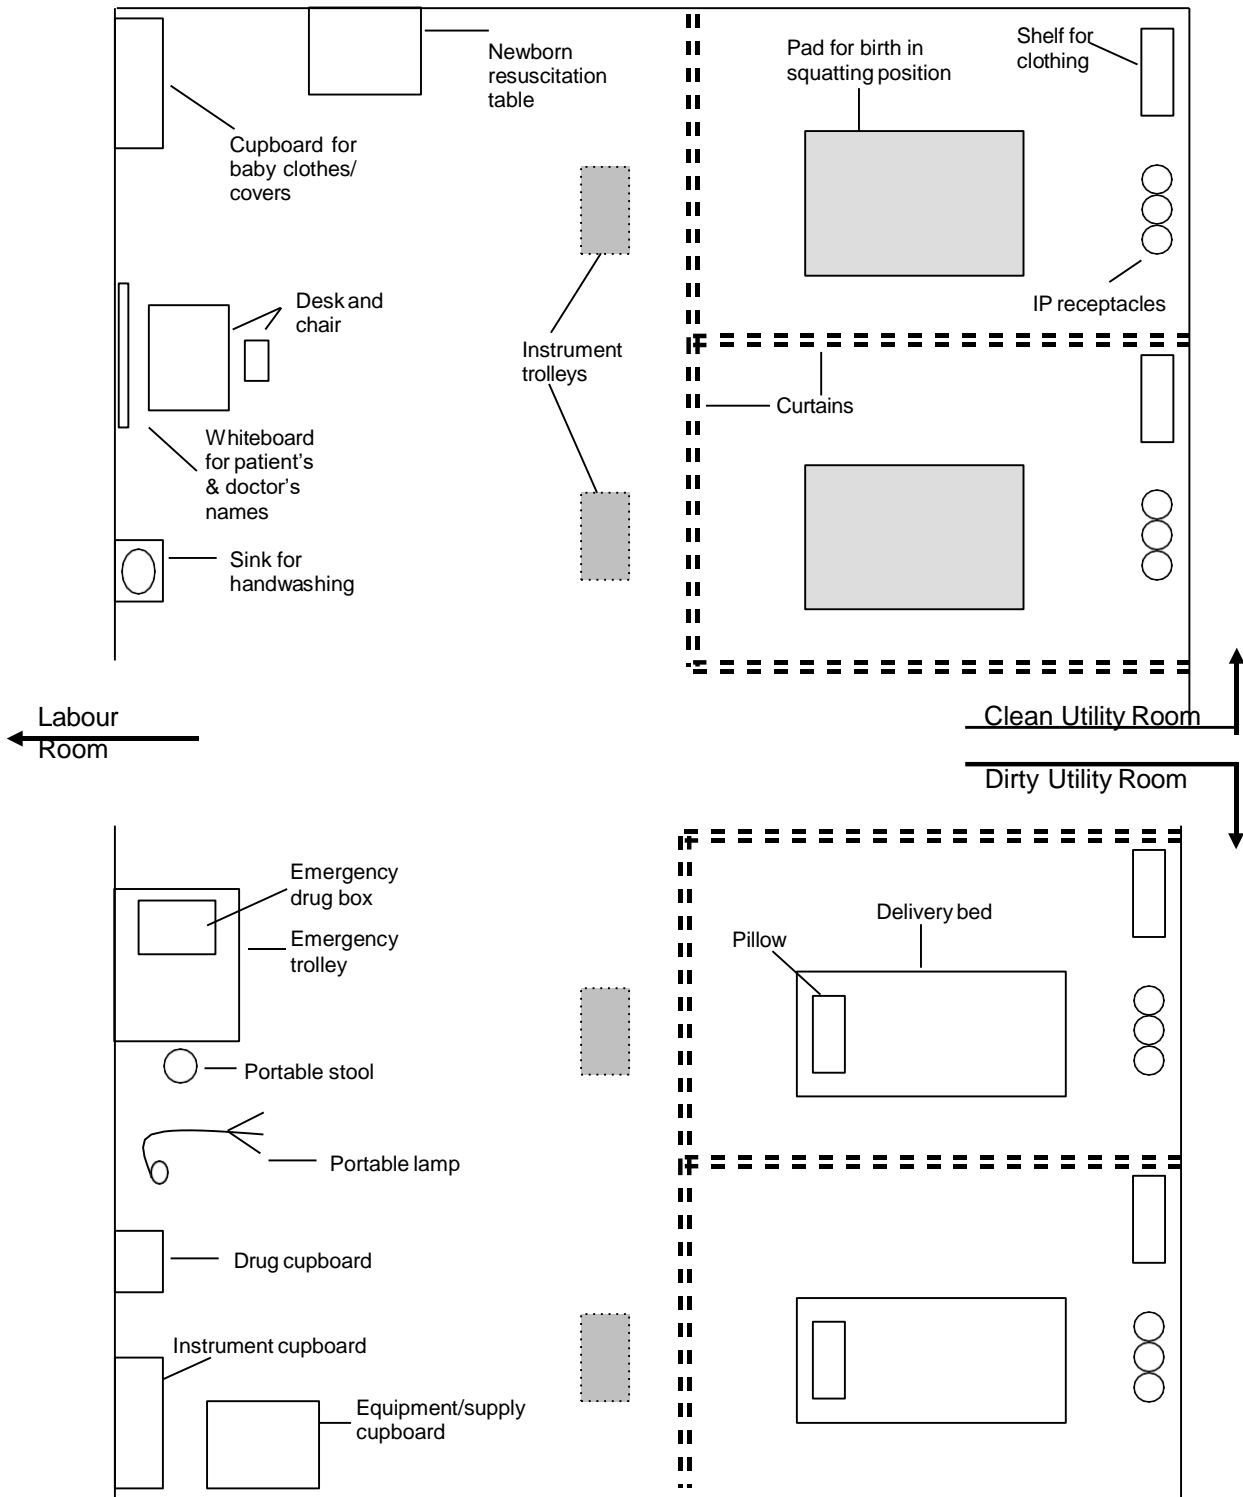 Newborn
resuscitation
table
Pad for birth in
squatting position
Shelf for
clothing
Cupboard for
baby clothes/
covers
Desk and
chair
IP receptacles
Instrument
trolleys
Curtains
Whiteboard
for patient's
& doctor's
names
Sink for
handwashing
Labour
Room
Clean Utility Room
Dirty Utility Room
Emergency
drug box
Emergency
trolley
Delivery bed
Pillow
Portable stool
Portable lamp
Drug cupboard
Instrument cupboard
Equipment/supply
cupboard